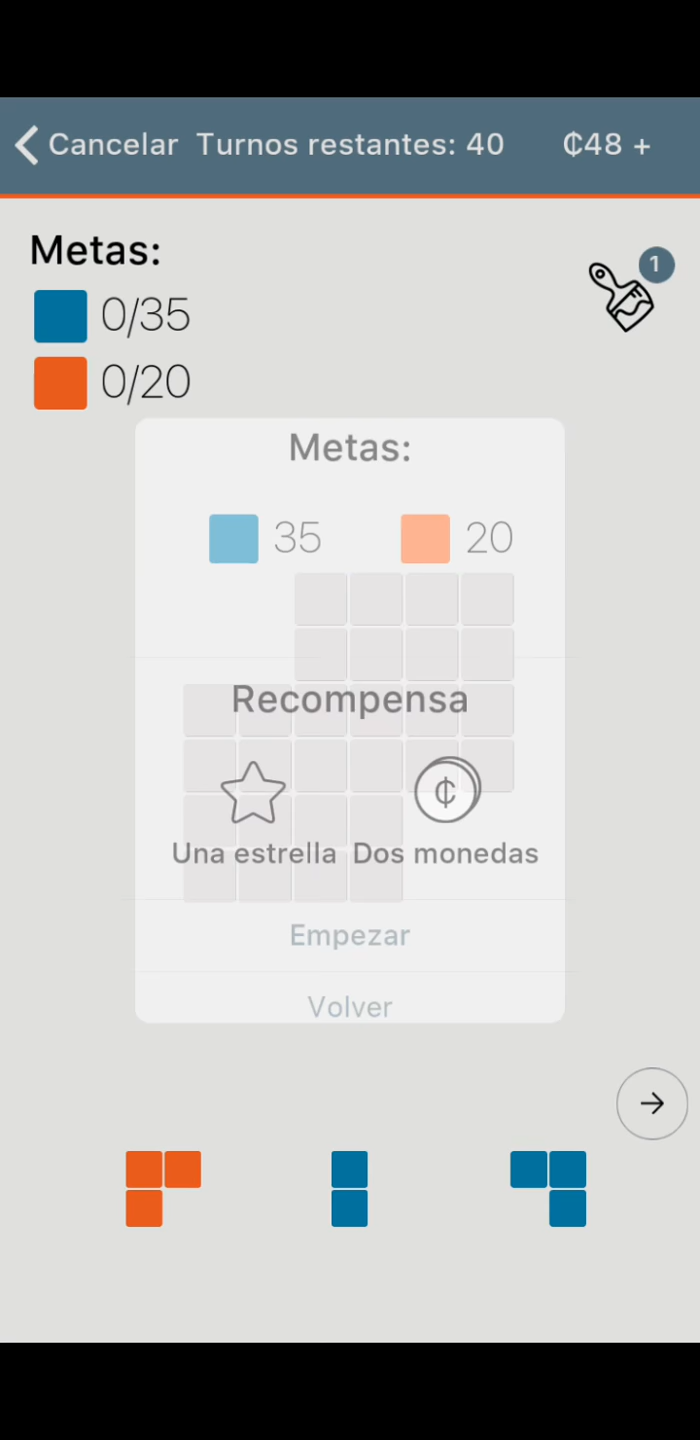 Cancelar Turnos restantes: 40 ₵48 +
Metas:
1
0/35
0/20
Metas:
35 20
Recompensa
₵
Una estrella Dos monedas
Empezar
Volver